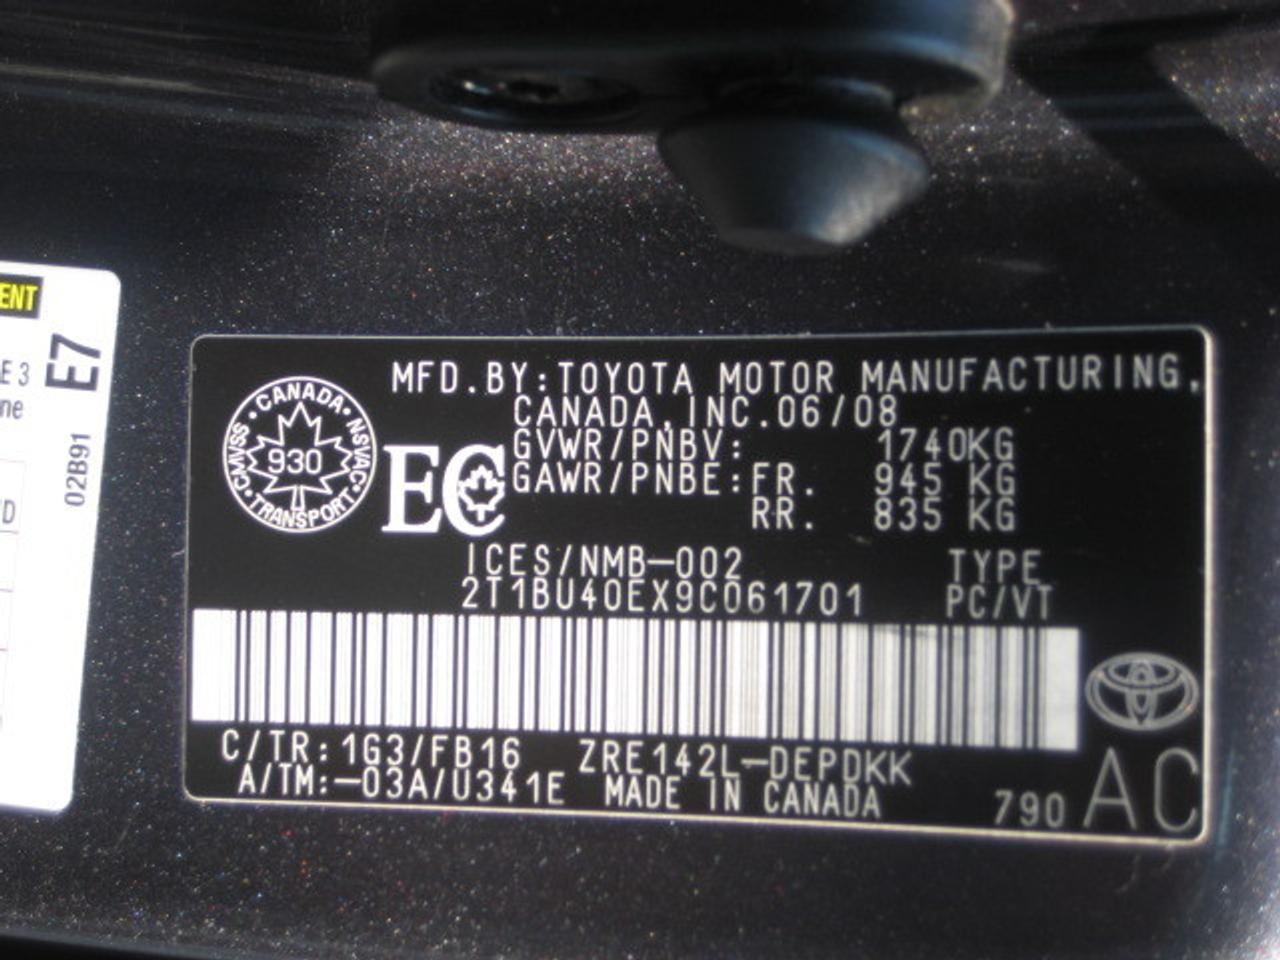 ENT
E 3
ne
D
E7
02B91
MFD.BY:TOYOTA MOTOR MANUFACTURING,
CANADA,INC.06/08
GVWR/PNBV: 1740KG
GAWR/PNBE:FR. 945 KG
RR. 835 KG
CANADA
CMVSS 930 NSVAC
TRANSPORT
EC
ICES/NMB-002 TYPE
2T1BU40EX9C061701 PC/VT
C/TR:1G3/FB16 ZRE142L-DEPDKK
A/TM:-03A/U341E MADE IN CANADA 790 AC